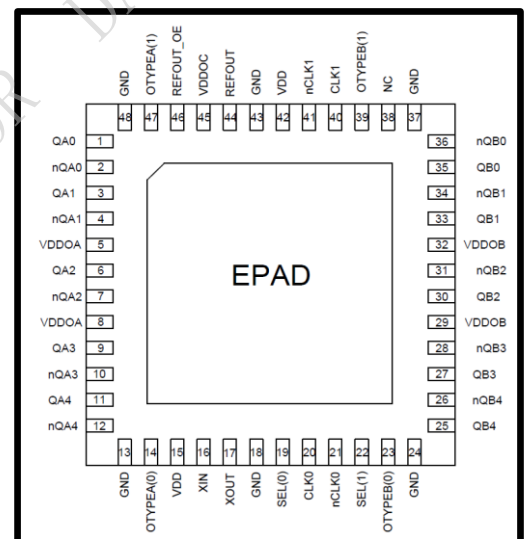 GND OTYPEA(1) REFOUT_OE VDDOC REFOUT GND VDD nCLK1 CLK1 OTYPEB(1) NC GND
48 47 46 45 44 43 42 41 40 39 38 37
QA0 1 36 nQB0
nQA0 2 35 QB0
QA1 3 34 nQB1
nQA1 4 33 QB1
VDDOA 5 32 VDDOB
QA2 6 31 nQB2
EPAD
nQA2 7 30 QB2
VDDOA 8 29 VDDOB
QA3 9 28 nQB3
nQA3 10 27 QB3
QA4 11 26 nQB4
nQA4 12 25 QB4
13 14 15 16 17 18 19 20 21 22 23 24
GND OTYPEA(0) VDD XIN XOUT GND SEL(0) CLK0 nCLK0 SEL(1) OTYPEB(0) GND